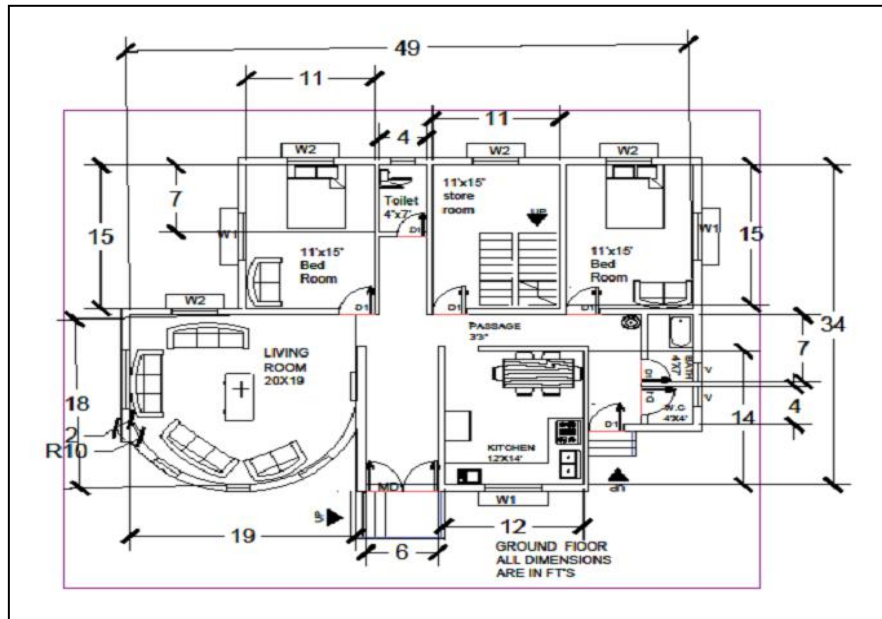 49
11
11
4
W2
W2
W2
7
15
W1
Toilet
4"x7'
D1
11'x15"
store
room
UP
11'x15"
Bed
Room
11'x15"
Bed
Room
W1
15
D1
D1
D1
W2
PASSAGE
3'3"
34
LIVING
ROOM
20X19
18
2
R10
BATH
4'X7'
D1
V
7
D1
W.C
4'X4'
V
14
4
D1
KITCHEN
12'X14'
MD1
W1
UP
UP
19
6
12
GROUND FLOOR
ALL DIMENSIONS
ARE IN FT'S